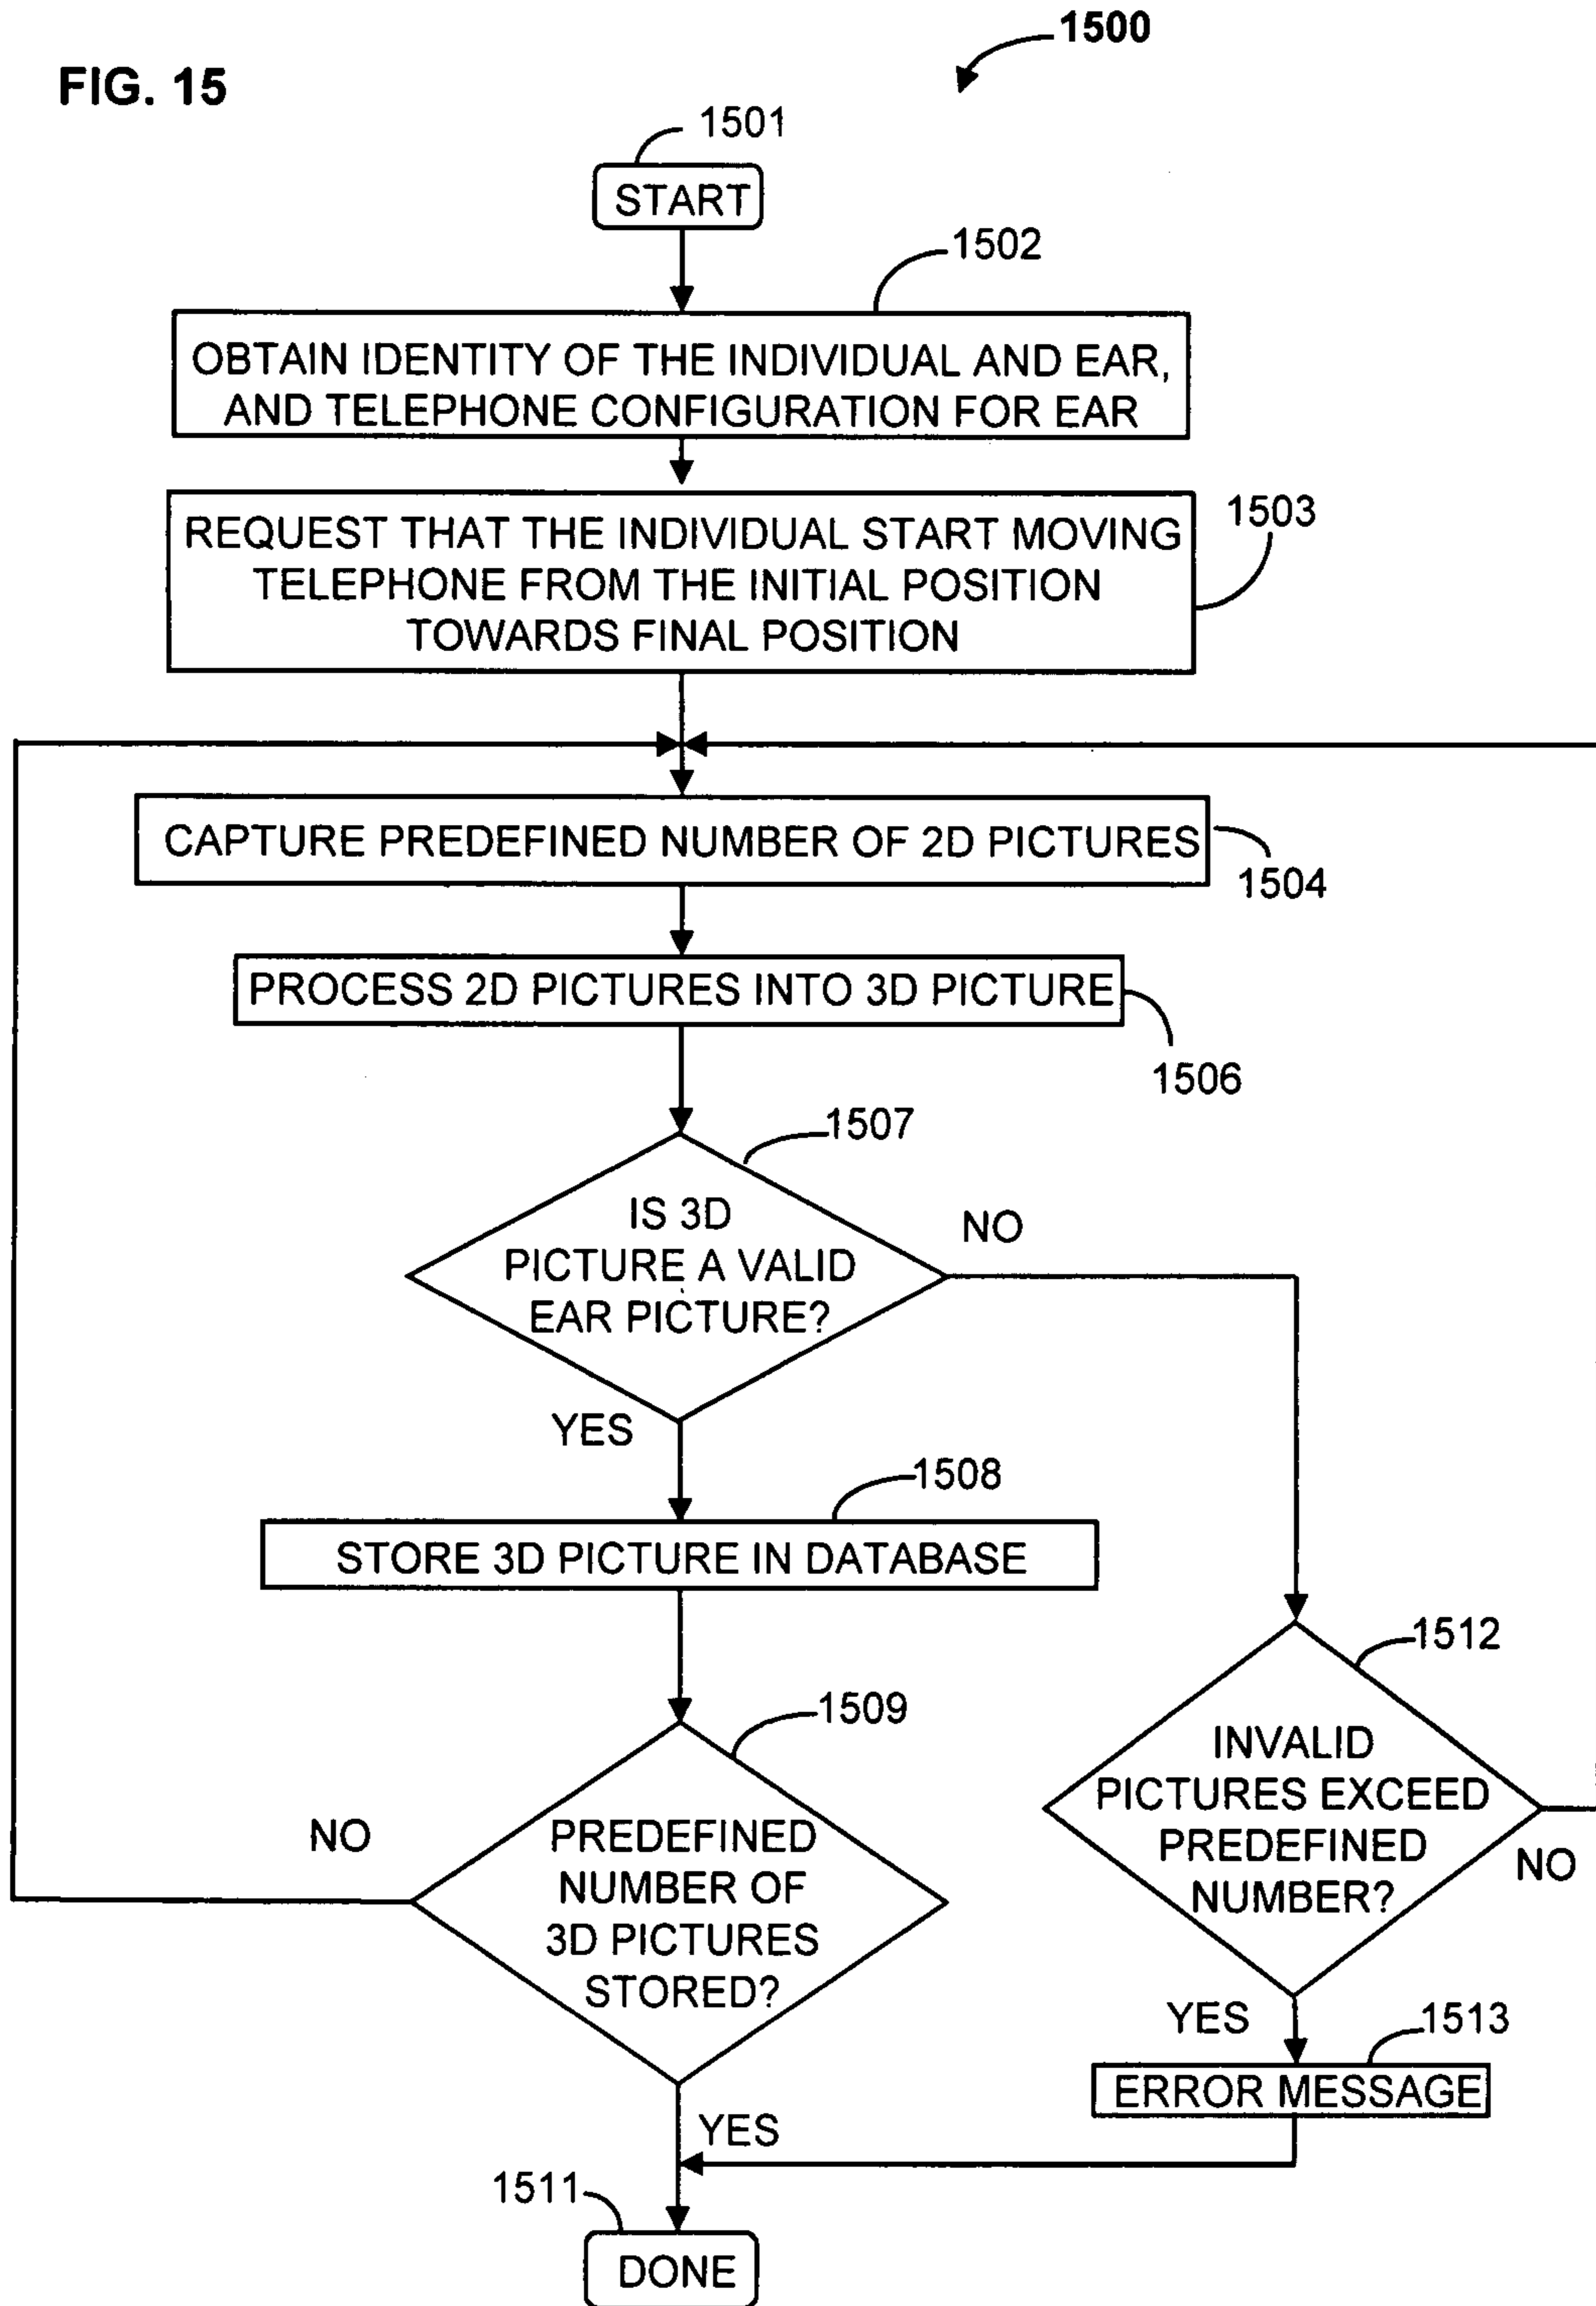 1500
FIG. 15
1501
START
1502
OBTAIN IDENTITY OF THE INDIVIDUAL AND EAR,
AND TELEPHONE CONFIGURATION FOR EAR
1503
REQUEST THAT THE INDIVIDUAL START MOVING
TELEPHONE FROM THE INITIAL POSITION
TOWARDS FINAL POSITION
CAPTURE PREDEFINED NUMBER OF 2D PICTURES
1504
PROCESS 2D PICTURES INTO 3D PICTURE
1506
1507
IS 3D
PICTURE A VALID
EAR PICTURE?
NO
YES
1508
STORE 3D PICTURE IN DATABASE
1509
PREDEFINED
NUMBER OF
3D PICTURES
STORED?
NO
1512
INVALID
PICTURES EXCEED
PREDEFINED
NUMBER?
NO
YES
1513
ERROR MESSAGE
YES
1511
DONE